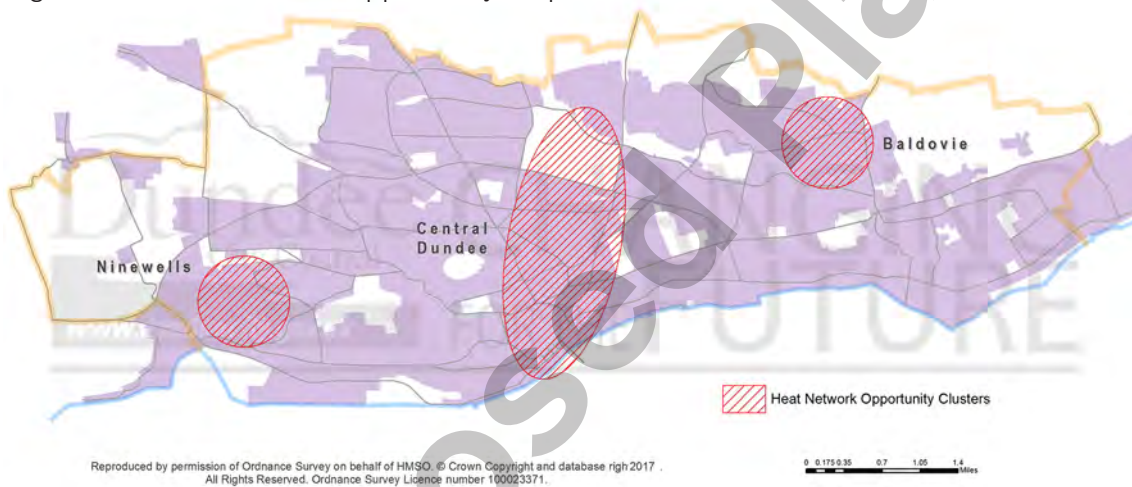 Baldovie
Central
Dundee
Ninewells
Heat Network Opportunity Clusters
Reproduced by permission of Ordnance Survey on behalf of HMSO. © Crown Copyright and database righ 2017 .
All Rights Reserved. Ordnance Survey Licence number 100023371.
0 0.175 0.35 0.7 1.05 1.4
Miles
Dundee
FUTURE